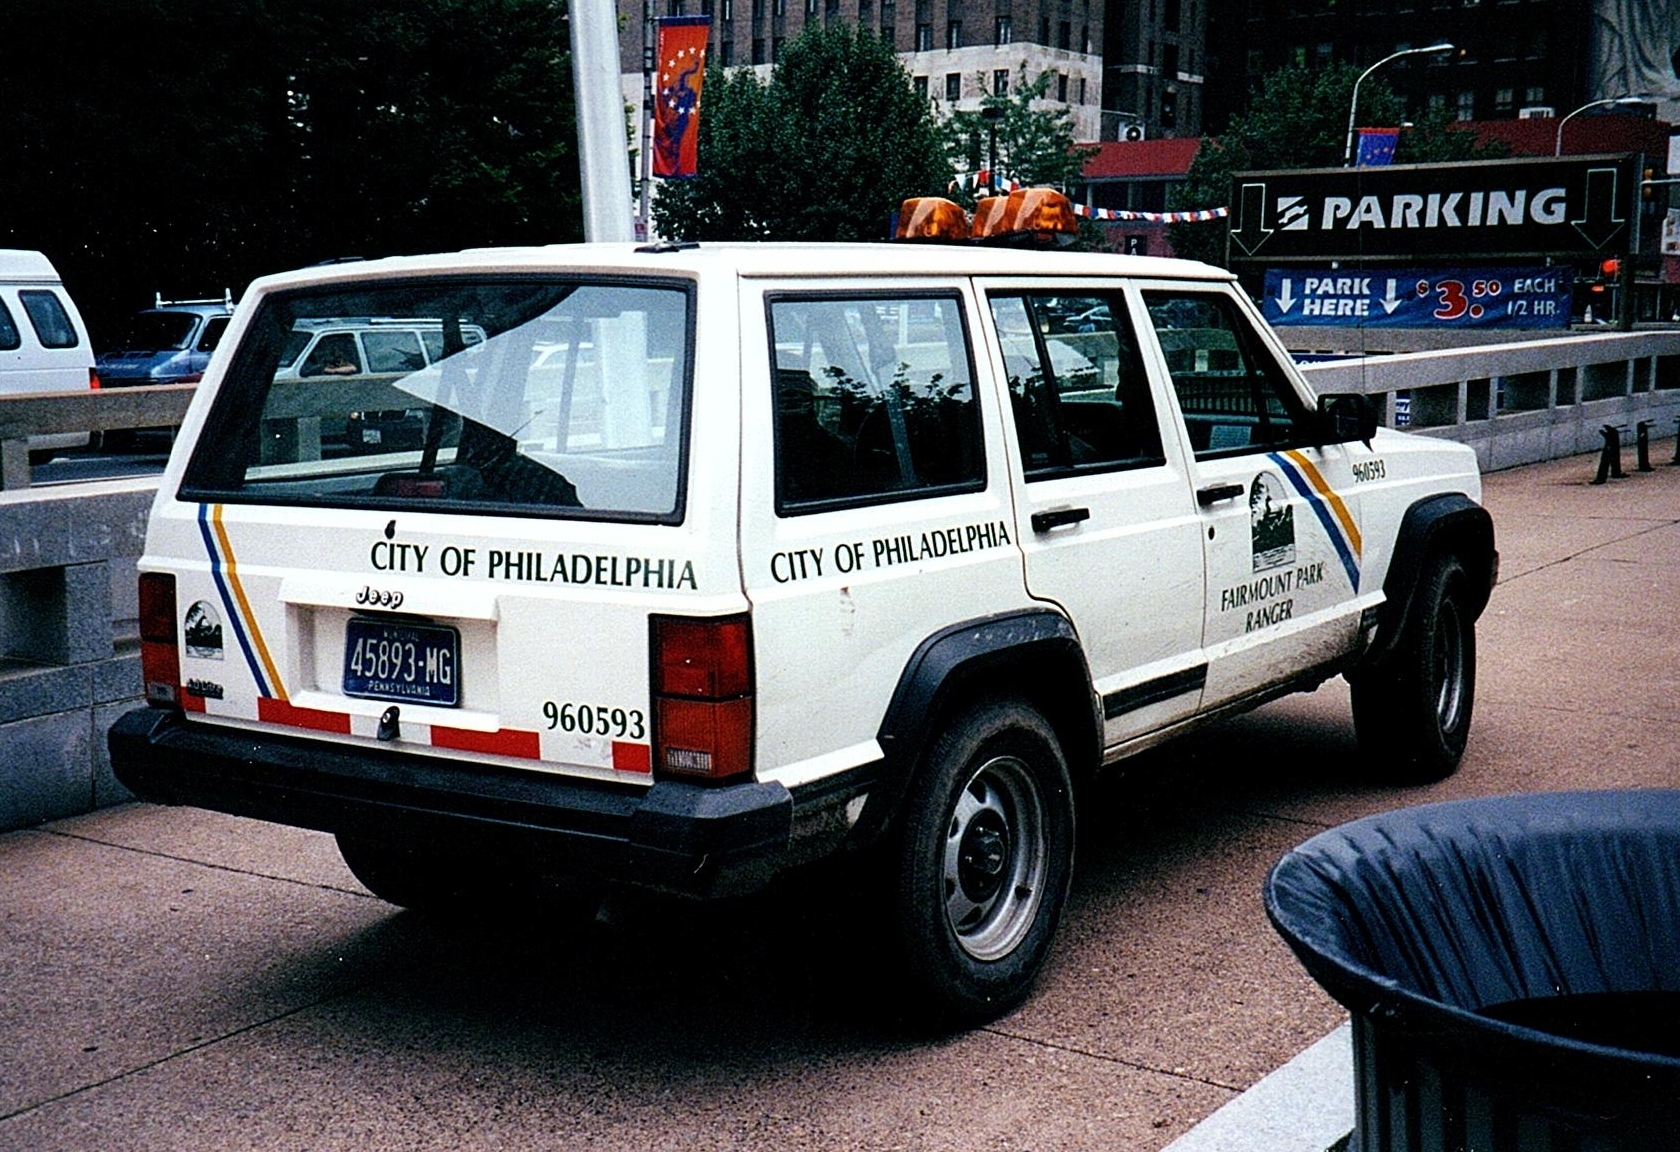 PARKING
PARK
HERE
$3.50 EACH
1/2 HR.
960593
CITY OF PHILADELPHIA
CITY OF PHILADELPHIA
FAIRMOUNT PARK
RANGER
Jeep
MUNICIPAL
45893-MG
PENNSYLVANIA
960593